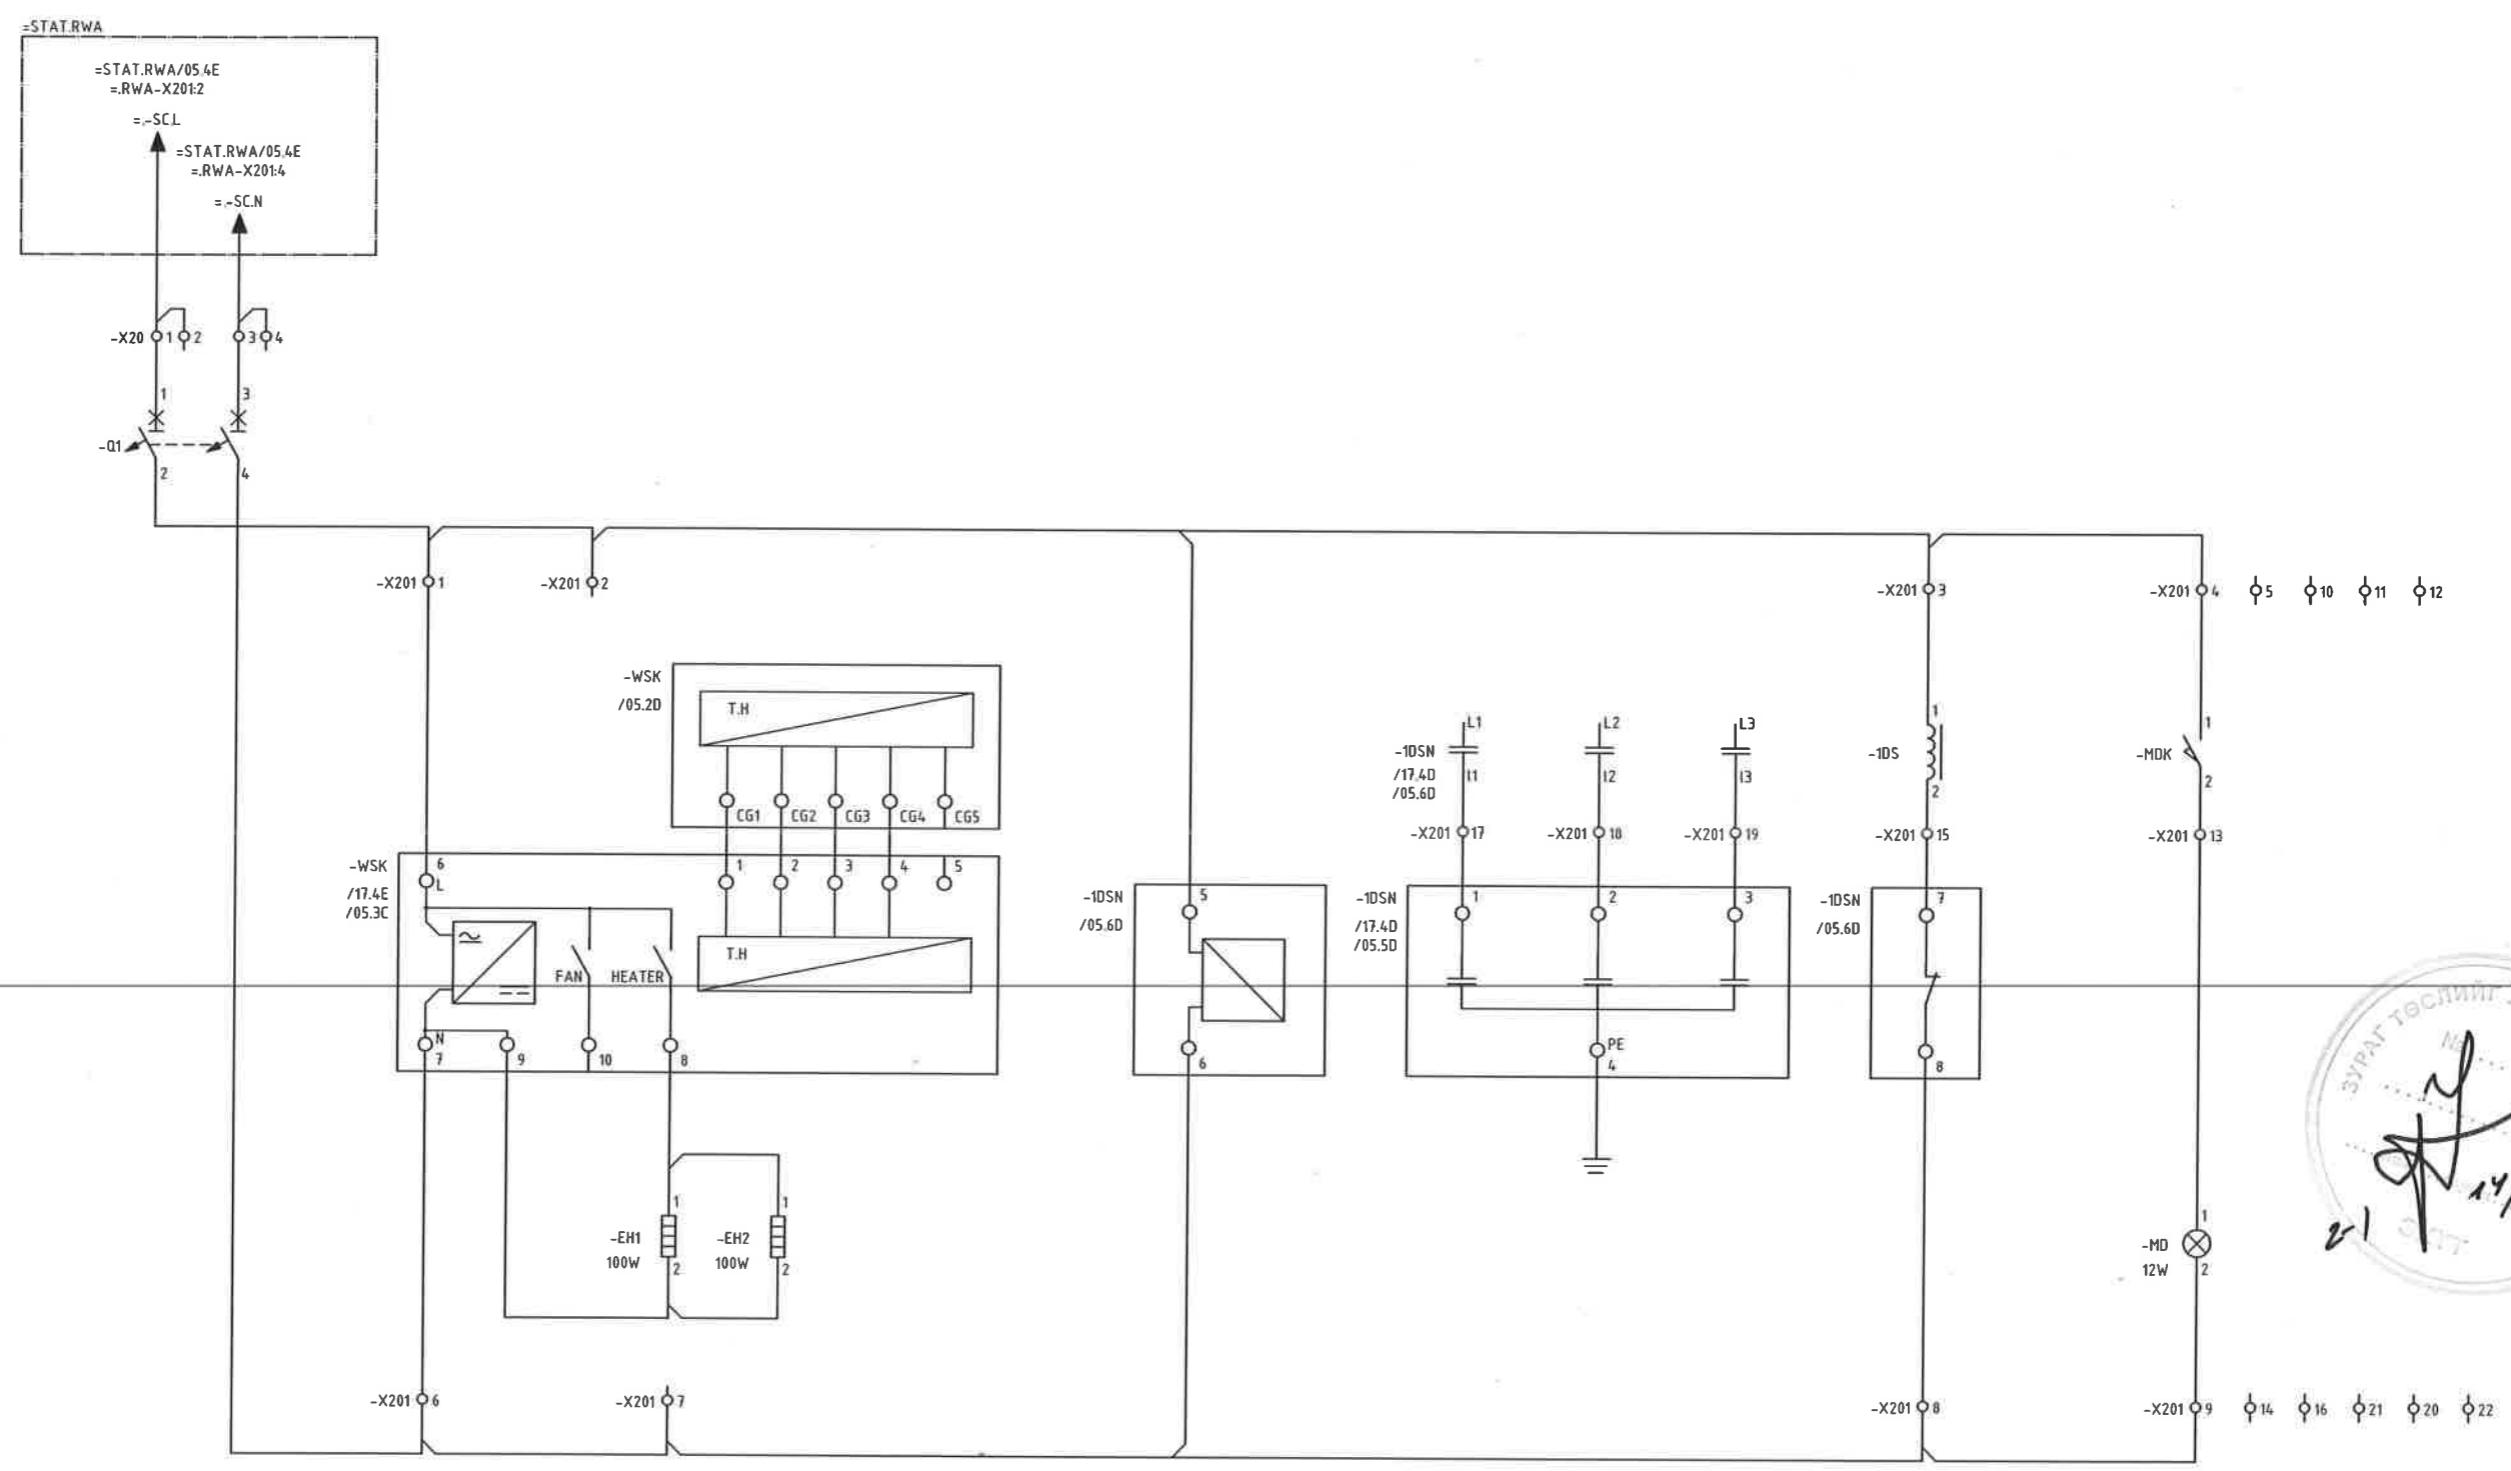 =STAT.RWA
=STAT.RWA/05.4E
=.RWA-X201:2
=.-SC.L
=STAT.RWA/05.4E
=.RWA-X201:4
=.-SC.N
-X20 1 2 3 4
1 3
-Q1
2 4
-X201 1
-X201 2
-X201 3
-X201 4 5 10 11 12
-WSK
/05.2D
T.H
CG1 CG2 CG3 CG4 CG5
L1 L2 L3
-1DSN
/17.4D
/05.6D
I1 I2 I3
-X201 17
-X201 18
-X201 19
1
-1DS
2
-X201 15
1
-MDK
2
-X201 13
-WSK
/17.4E
/05.3C
6 1 2 3 4 5
L
FAN HEATER
T.H
N
7 9 10 8
-1DSN
/05.6D
5
6
-1DSN
/17.4D
/05.5D
1 2 3
PE
4
-1DSN
/05.6D
7
8
1 1
-EH1
100W
-EH2
100W
2 2
1
-MD
12W
2
-X201 6
-X201 7
-X201 8
-X201 9 14 16 21 20 22
ЗУРАГ ТӨСЛИЙГ
№
2-1